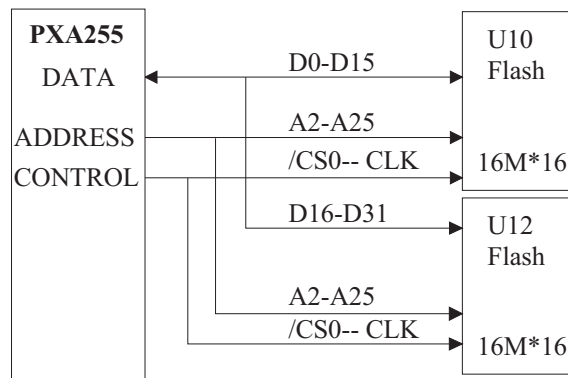 PXA255
DATA
ADDRESS
CONTROL
D0-D15
A2-A25
/CS0-- CLK
D16-D31
A2-A25
/CS0-- CLK
U10
Flash
16M*16
U12
Flash
16M*16